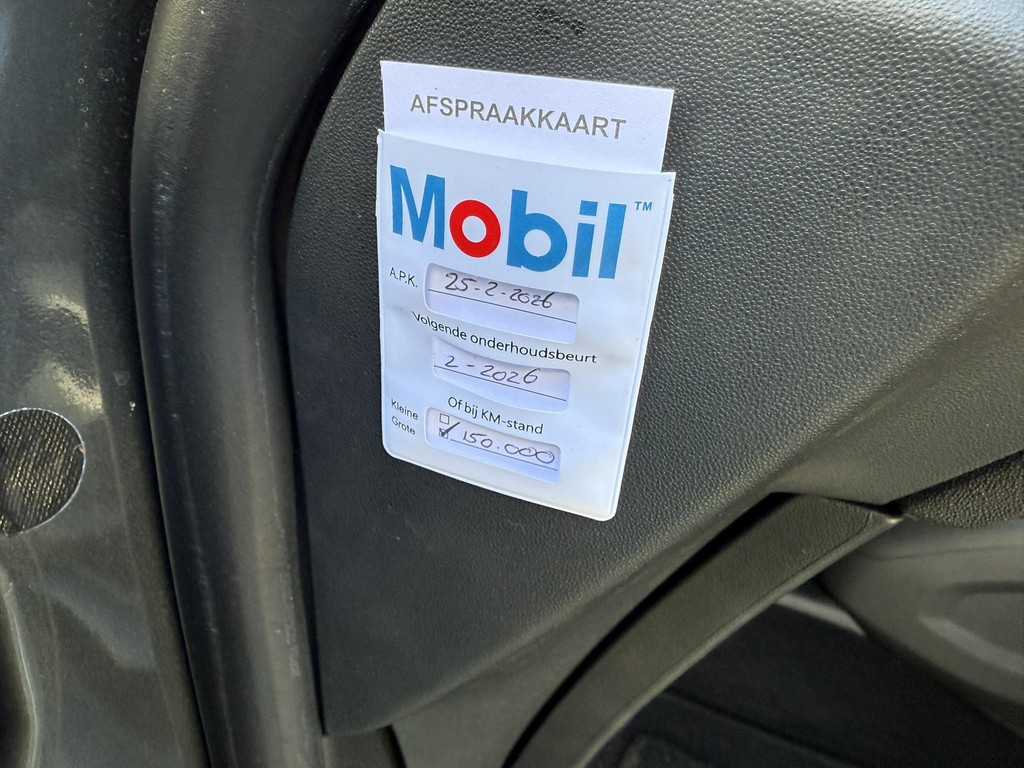 AFSPRAAKKAART
Mobil™
A.P.K. 25-2-2026
Volgende onderhoudsbeurt
2-2026
Of bij KM-stand
Kleine
Grote 150.000